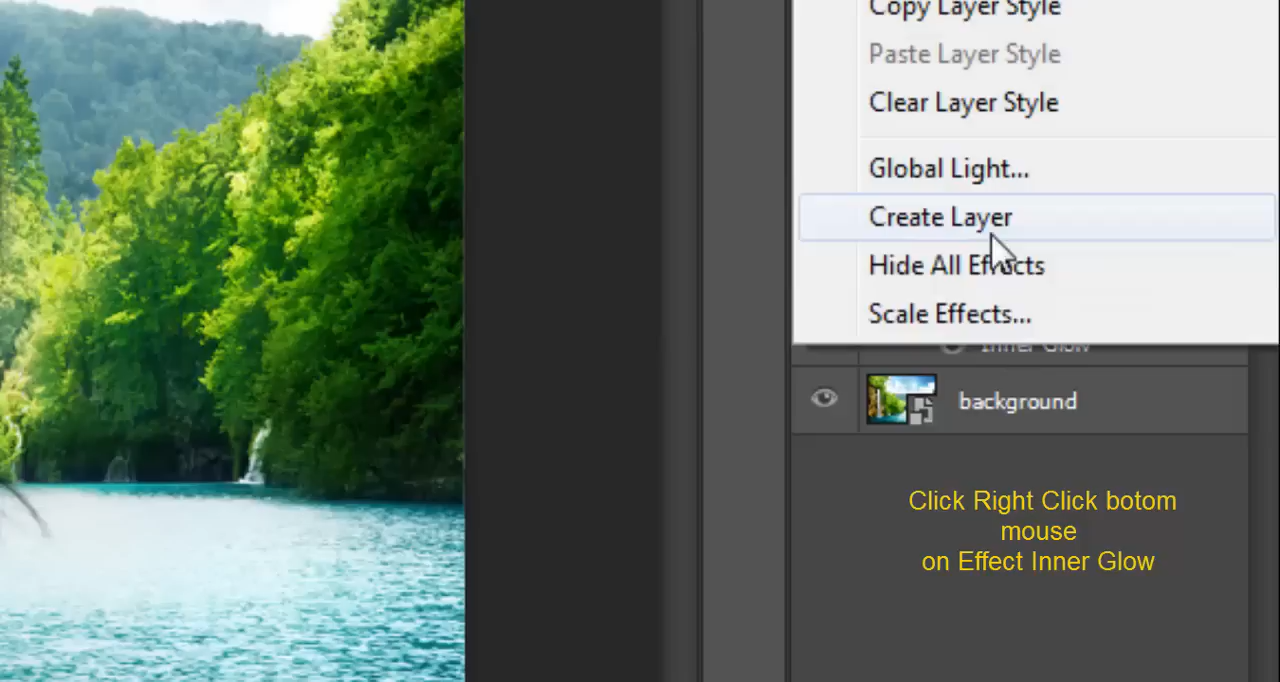 Copy Layer Style
Paste Layer Style
Clear Layer Style
Global Light...
Create Layer
Hide All Effects
Scale Effects...
Inner Glow
background
Click Right Click botom
mouse
on Effect Inner Glow